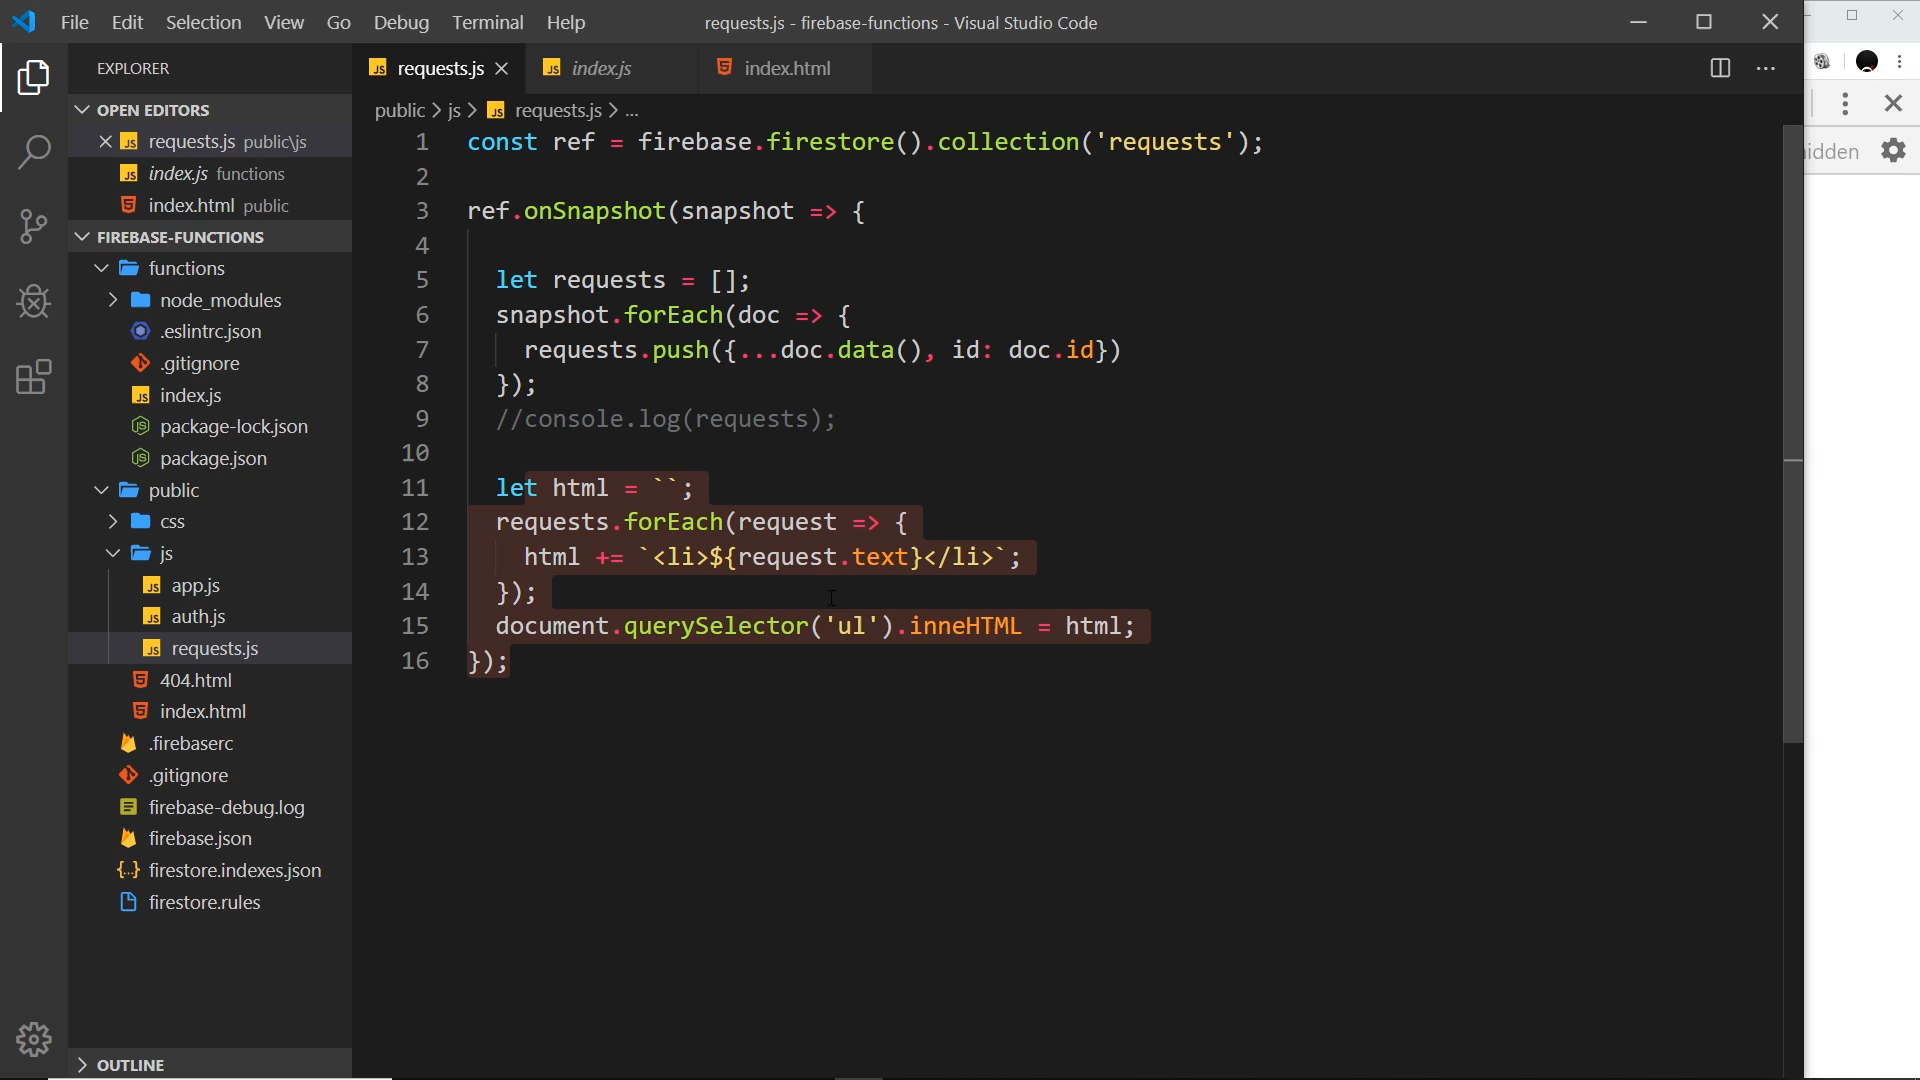 File Edit Selection View Go Debug Terminal Help
requests.js - firebase-functions - Visual Studio Code
EXPLORER
OPEN EDITORS
requests.js public\js
index.js functions
index.html public
FIREBASE-FUNCTIONS
functions
node_modules
.eslintrc.json
.gitignore
index.js
package-lock.json
package.json
public
css
js
app.js
auth.js
requests.js
404.html
index.html
.firebaserc
.gitignore
firebase-debug.log
firebase.json
firestore.indexes.json
firestore.rules
OUTLINE
requests.js index.js index.html
public > js > requests.js > ...
1 const ref = firebase.firestore().collection('requests');
2
3 ref.onSnapshot(snapshot => {
4
5 let requests = [];
6 snapshot.forEach(doc => {
7 requests.push({...doc.data(), id: doc.id})
8 });
9 //console.log(requests);
10
11 let html = ``;
12 requests.forEach(request => {
13 html += `<li>${request.text}</li>`;
14 });
15 document.querySelector('ul').inneHTML = html;
16 });
idden